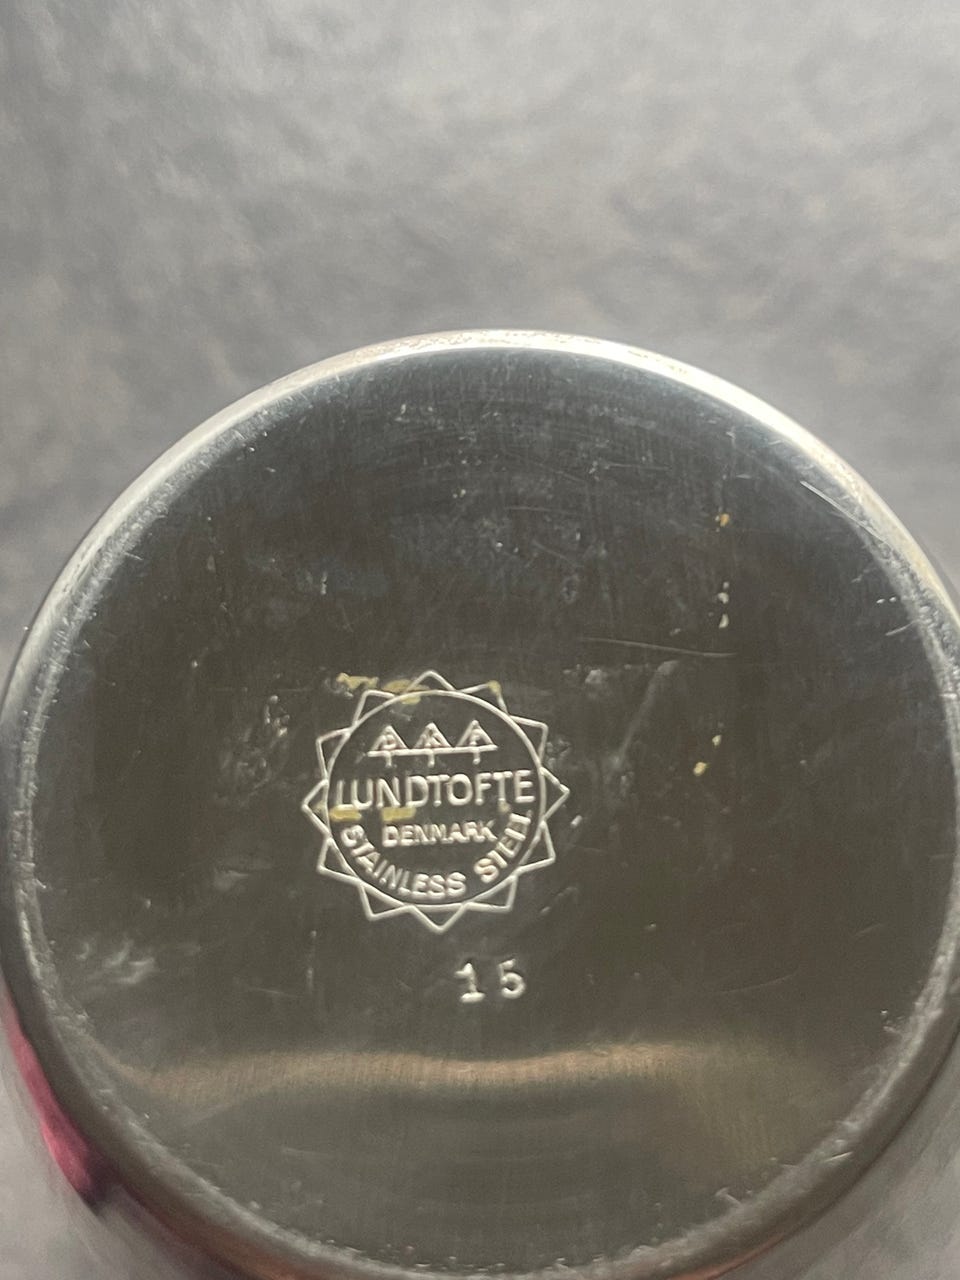 LUNDTOFTE
DENMARK
STAINLESS STEEL
15